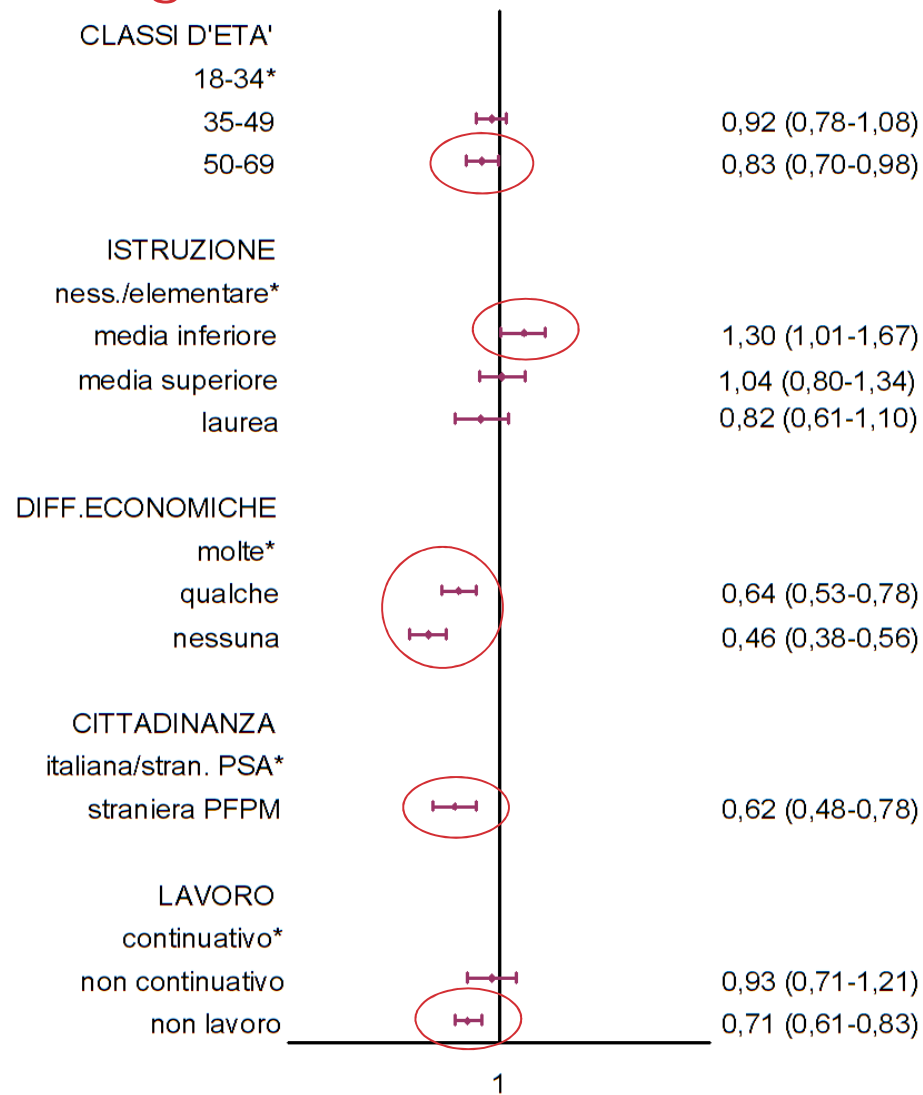 CLASSI D'ETA'
18-34*
35-49 0,92 (0,78-1,08)
50-69 0,83 (0,70-0,98)
ISTRUZIONE
ness./elementare*
media inferiore 1,30 (1,01-1,67)
media superiore 1,04 (0,80-1,34)
laurea 0,82 (0,61-1,10)
DIFF.ECONOMICHE
molte*
qualche 0,64 (0,53-0,78)
nessuna 0,46 (0,38-0,56)
CITTADINANZA
italiana/stran. PSA*
straniera PFPM 0,62 (0,48-0,78)
LAVORO
continuativo*
non continuativo 0,93 (0,71-1,21)
non lavoro 0,71 (0,61-0,83)
1